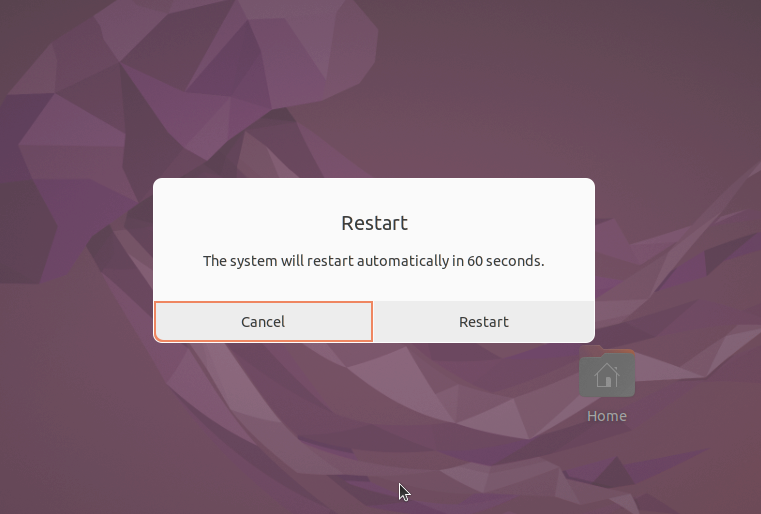 Restart
The system will restart automatically in 60 seconds.
Cancel Restart
Home